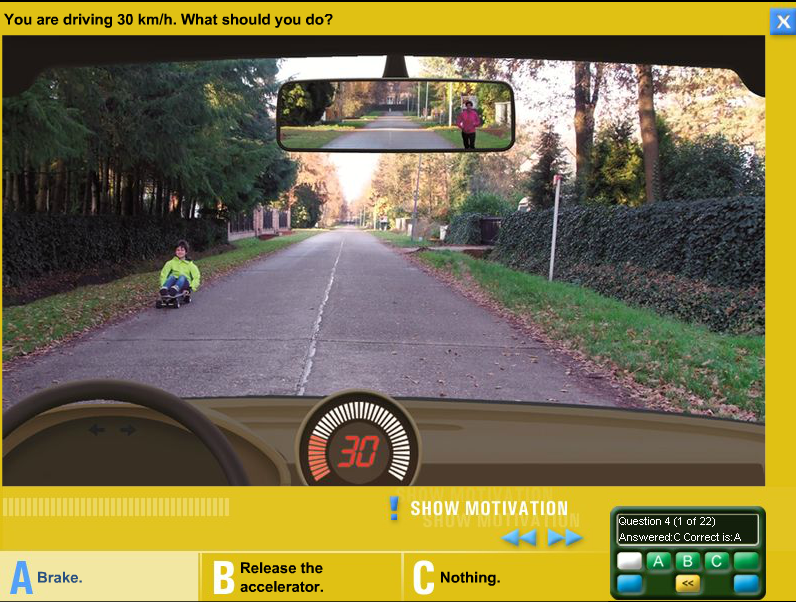 You are driving 30 km/h. What should you do?
X
30
! SHOW MOTIVATION
Question 4 (1 of 22)
Answered:C Correct is:A
A B C
<<
A Brake.
B Release the
accelerator.
C Nothing.